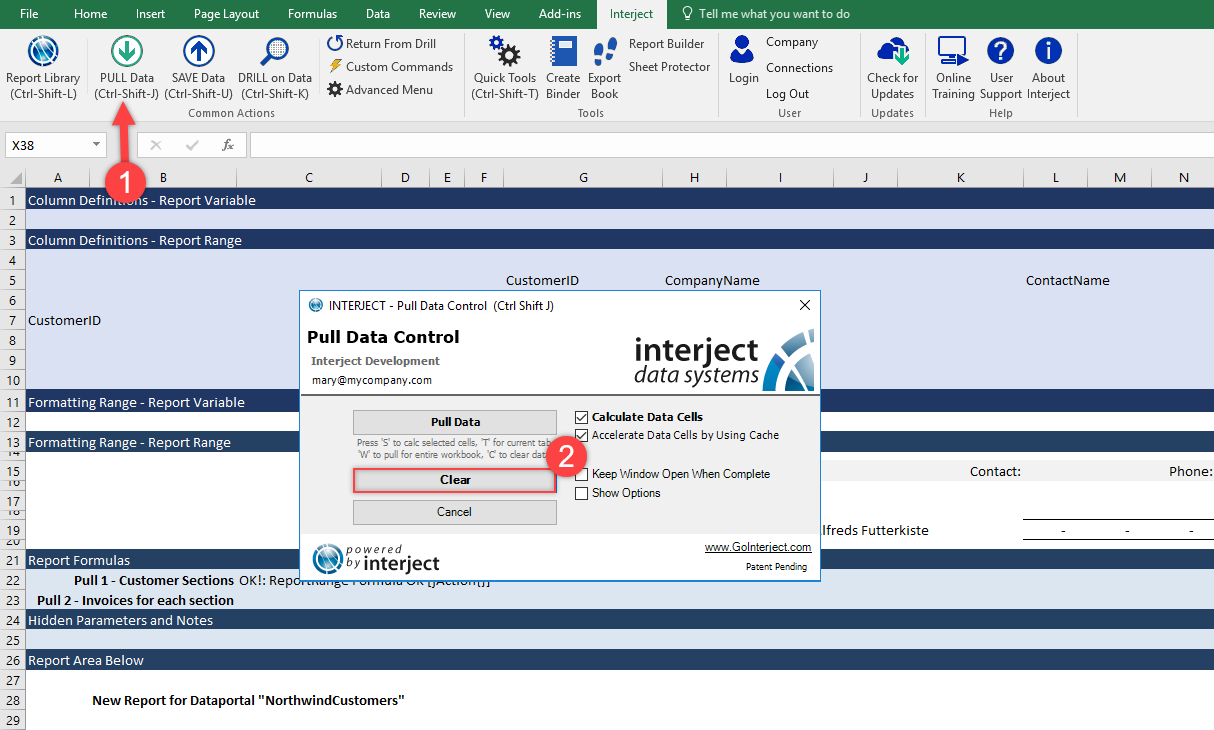 File Home Insert Page Layout Formulas Data Review View Add-ins Interject Tell me what you want to do
Report Library
(Ctrl-Shift-L)
PULL Data
(Ctrl-Shift-J)
SAVE Data
(Ctrl-Shift-U)
DRILL on Data
(Ctrl-Shift-K)
Return From Drill
Custom Commands
Advanced Menu
Common Actions
Quick Tools
(Ctrl-Shift-T)
Create
Binder
Export
Book
Report Builder
Sheet Protector
Tools
Login
Company
Connections
Log Out
User
Check for
Updates
Updates
Online
Training
User
Support
About
Interject
Help
X38 fx
1
A B C D E F G H I J K L M N
1 Column Definitions - Report Variable
2
3 Column Definitions - Report Range
4
5 CustomerID CompanyName ContactName
6
7 CustomerID
8
9
10
11 Formatting Range - Report Variable
12
13 Formatting Range - Report Range
14
15 Contact: Phone:
16
17
18
19 lfreds Futterkiste - - -
20
21 Report Formulas
22 Pull 1 - Customer Sections OK!: ReportRange Formula OK [jAction{}]
23 Pull 2 - Invoices for each section
24 Hidden Parameters and Notes
25
26 Report Area Below
27
28 New Report for Dataportal "NorthwindCustomers"
29
INTERJECT - Pull Data Control (Ctrl Shift J)
Pull Data Control
Interject Development
mary@mycompany.com
interject
data systems
Pull Data
Press 'S' to calc selected cells, 'T' for current tab
'W' to pull for entire workbook, 'C' to clear dat
2
Clear
Cancel
Calculate Data Cells
Accelerate Data Cells by Using Cache
Keep Window Open When Complete
Show Options
powered
by interject
www.GoInterject.com
Patent Pending